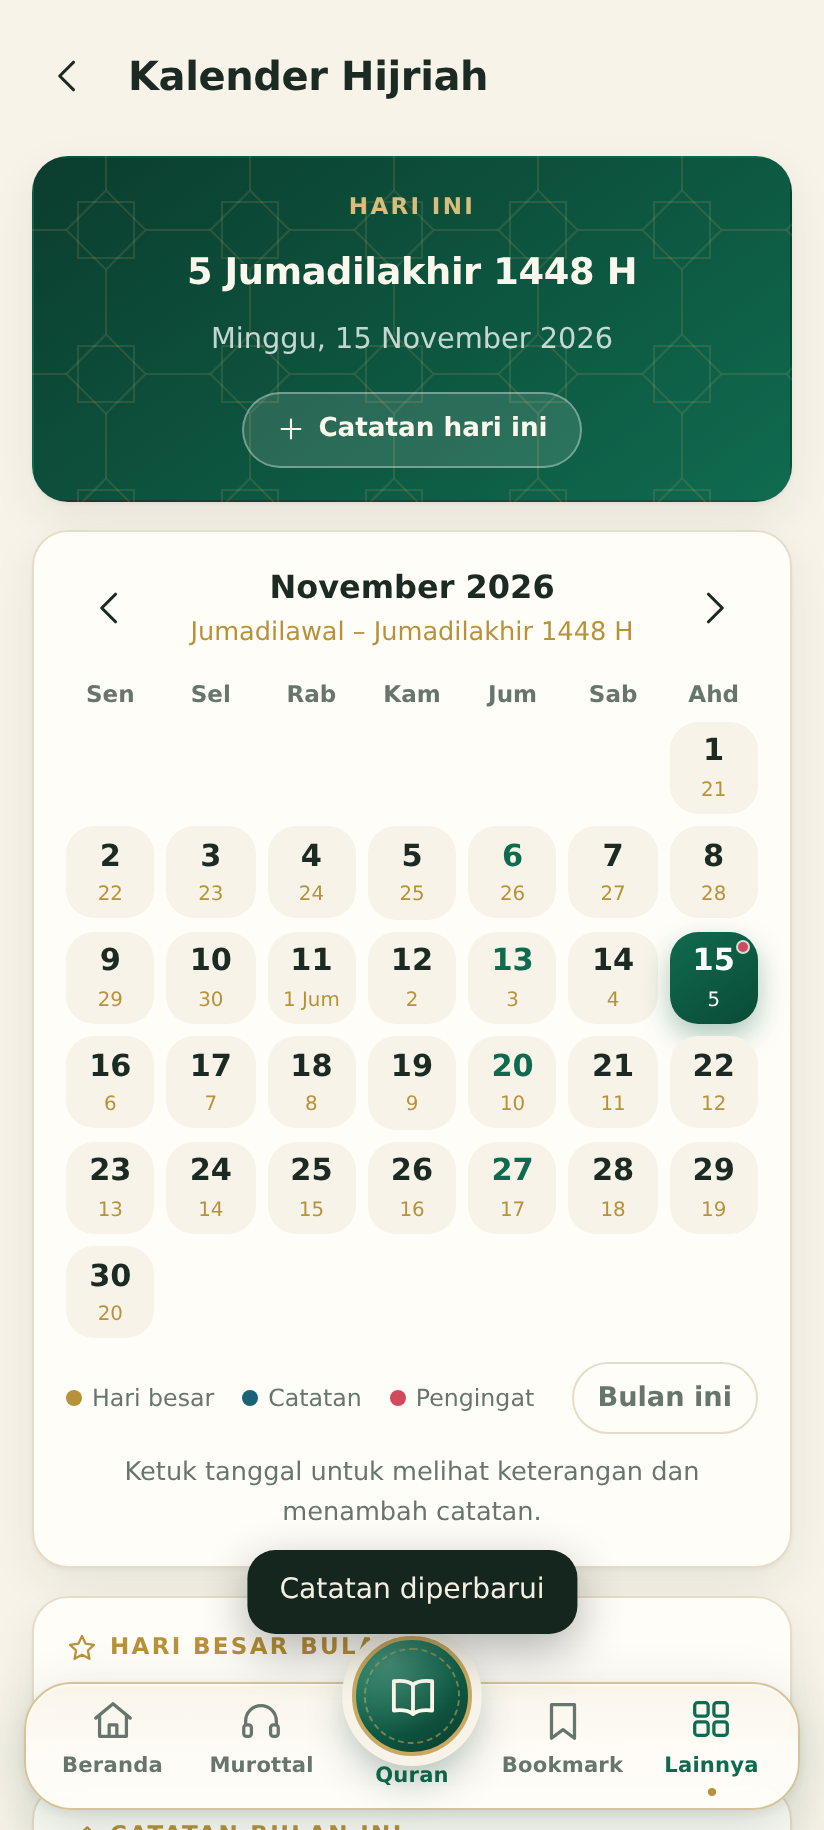 Kalender Hijriah
HARI INI
5 Jumadilakhir 1448 H
Minggu, 15 November 2026
Catatan hari ini
November 2026
Jumadilawal – Jumadilakhir 1448 H
Sen Sel Rab Kam Jum Sab Ahd
1
21
2 3 4 5 6 7 8
22 23 24 25 26 27 28
9 10 11 12 13 14 15
29 30 1 Jum 2 3 4 5
16 17 18 19 20 21 22
6 7 8 9 10 11 12
23 24 25 26 27 28 29
13 14 15 16 17 18 19
30
20
Hari besar Catatan Pengingat Bulan ini
Ketuk tanggal untuk melihat keterangan dan
menambah catatan.
Catatan diperbarui
HARI BESAR
Beranda Murottal Quran Bookmark Lainnya
CATATAN BULAN INI